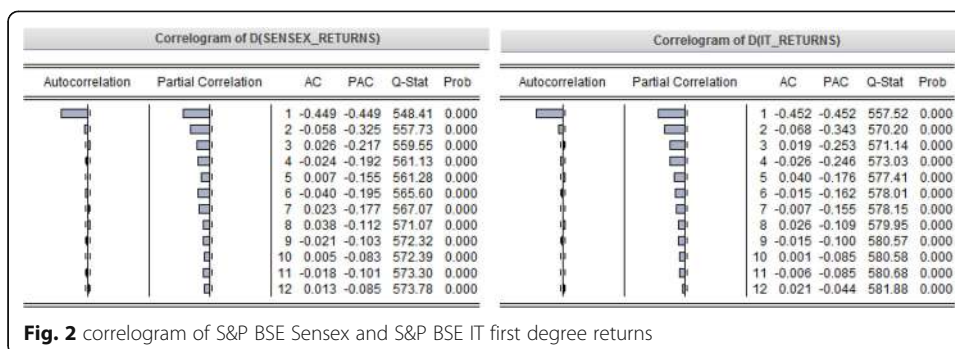 Correlogram of D(SENSEX_RETURNS)
Autocorrelation Partial Correlation AC PAC Q-Stat Prob
1 -0.449 -0.449 548.41 0.000
2 -0.058 -0.325 557.73 0.000
3 0.026 -0.217 559.55 0.000
4 -0.024 -0.192 561.13 0.000
5 0.007 -0.155 561.28 0.000
6 -0.040 -0.195 565.60 0.000
7 0.023 -0.177 567.07 0.000
8 0.038 -0.112 571.07 0.000
9 -0.021 -0.103 572.32 0.000
10 0.005 -0.083 572.39 0.000
11 -0.018 -0.101 573.30 0.000
12 0.013 -0.085 573.78 0.000
Correlogram of D(IT_RETURNS)
Autocorrelation Partial Correlation AC PAC Q-Stat Prob
1 -0.452 -0.452 557.52 0.000
2 -0.068 -0.343 570.20 0.000
3 0.019 -0.253 571.14 0.000
4 -0.026 -0.246 573.03 0.000
5 0.040 -0.176 577.41 0.000
6 -0.015 -0.162 578.01 0.000
7 -0.007 -0.155 578.15 0.000
8 0.026 -0.109 579.95 0.000
9 -0.015 -0.100 580.57 0.000
10 0.001 -0.085 580.58 0.000
11 -0.006 -0.085 580.68 0.000
12 0.021 -0.044 581.88 0.000
Fig. 2 correlogram of S&P BSE Sensex and S&P BSE IT first degree returns